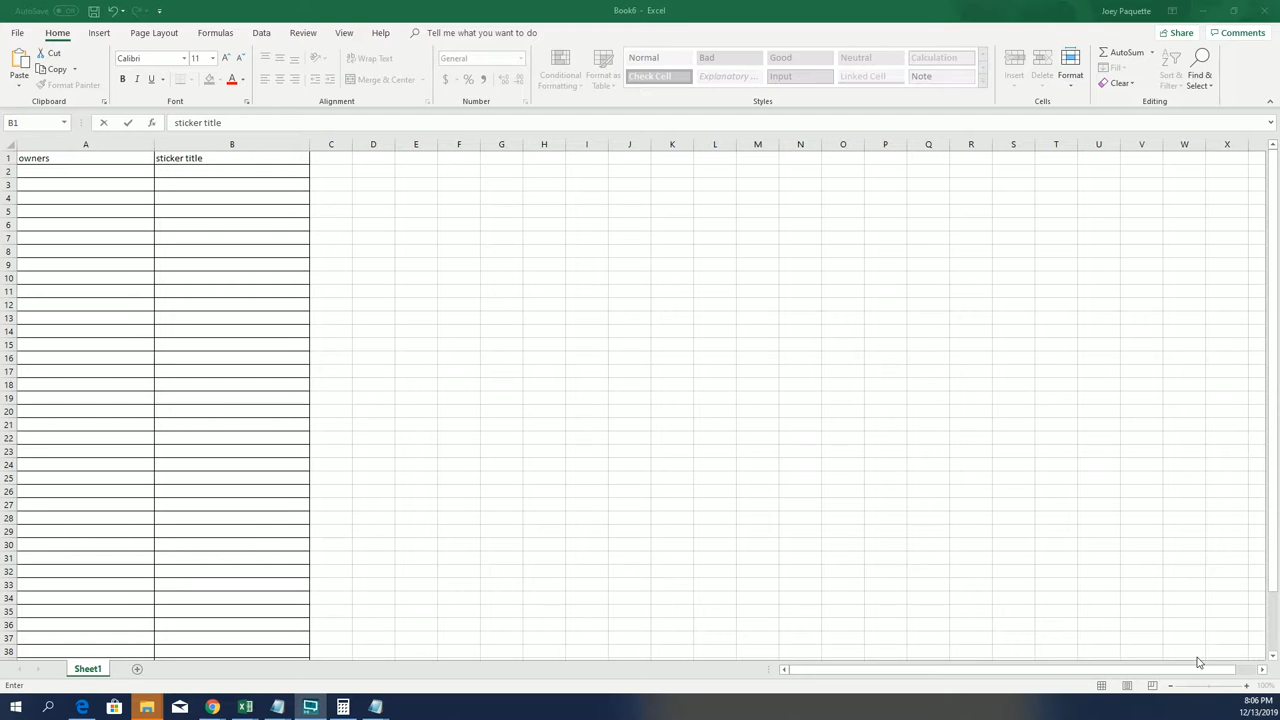 AutoSave Off Book6 - Excel Joey Paquette
File Home Insert Page Layout Formulas Data Review View Help Tell me what you want to do Share Comments
Paste Cut Copy Format Painter Clipboard
Calibri 11 B I U A Font
Wrap Text Merge & Center Alignment
General $ % Number
Conditional Formatting Format as Table
Normal Bad Good Neutral Calculation
Check Cell Explanatory ... Input Linked Cell Note
Styles
Insert Delete Format Cells
AutoSum Fill Clear Sort & Filter Find & Select Editing
B1 fx sticker title
A B C D E F G H I J K L M N O P Q R S T U V W X
1 owners sticker title
2
3
4
5
6
7
8
9
10
11
12
13
14
15
16
17
18
19
20
21
22
23
24
25
26
27
28
29
30
31
32
33
34
35
36
37
38
Sheet1
Enter 100%
8:06 PM
12/13/2019